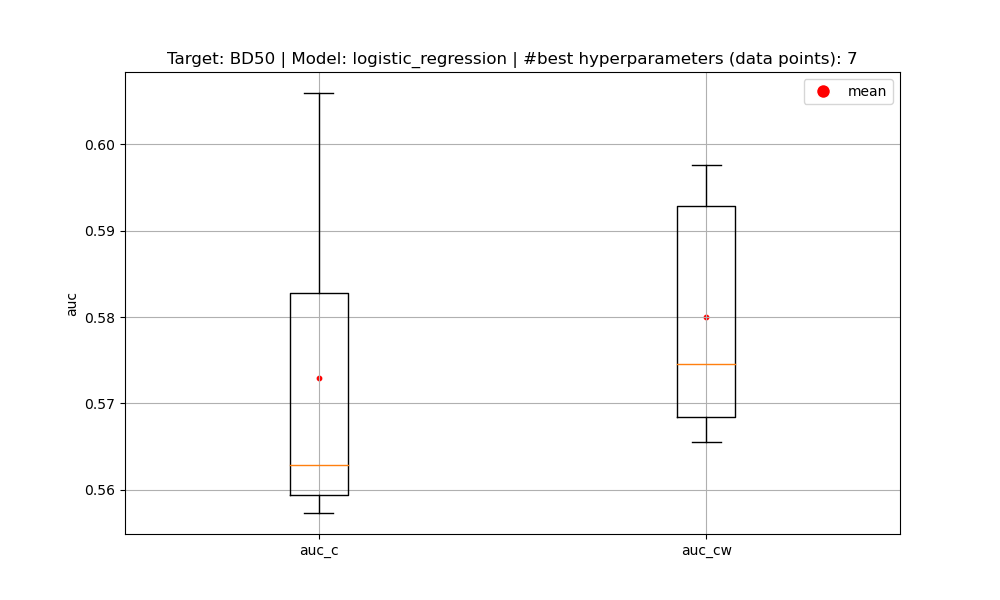 Target: BD50 | Model: logistic_regression | #best hyperparameters (data points): 7
mean
0.60
0.59
0.58
0.57
0.56
auc
auc_c
auc_cw